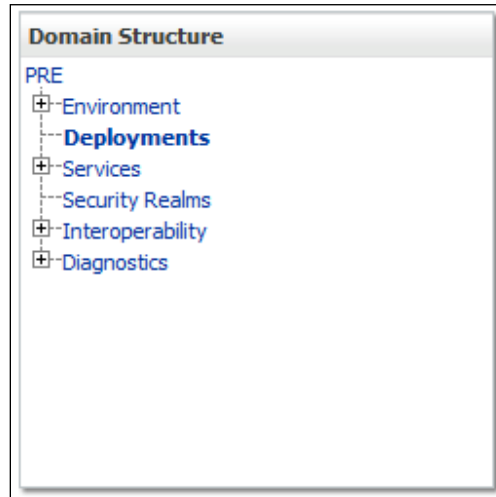 Domain Structure
PRE
Environment
Deployments
Services
Security Realms
Interoperability
Diagnostics